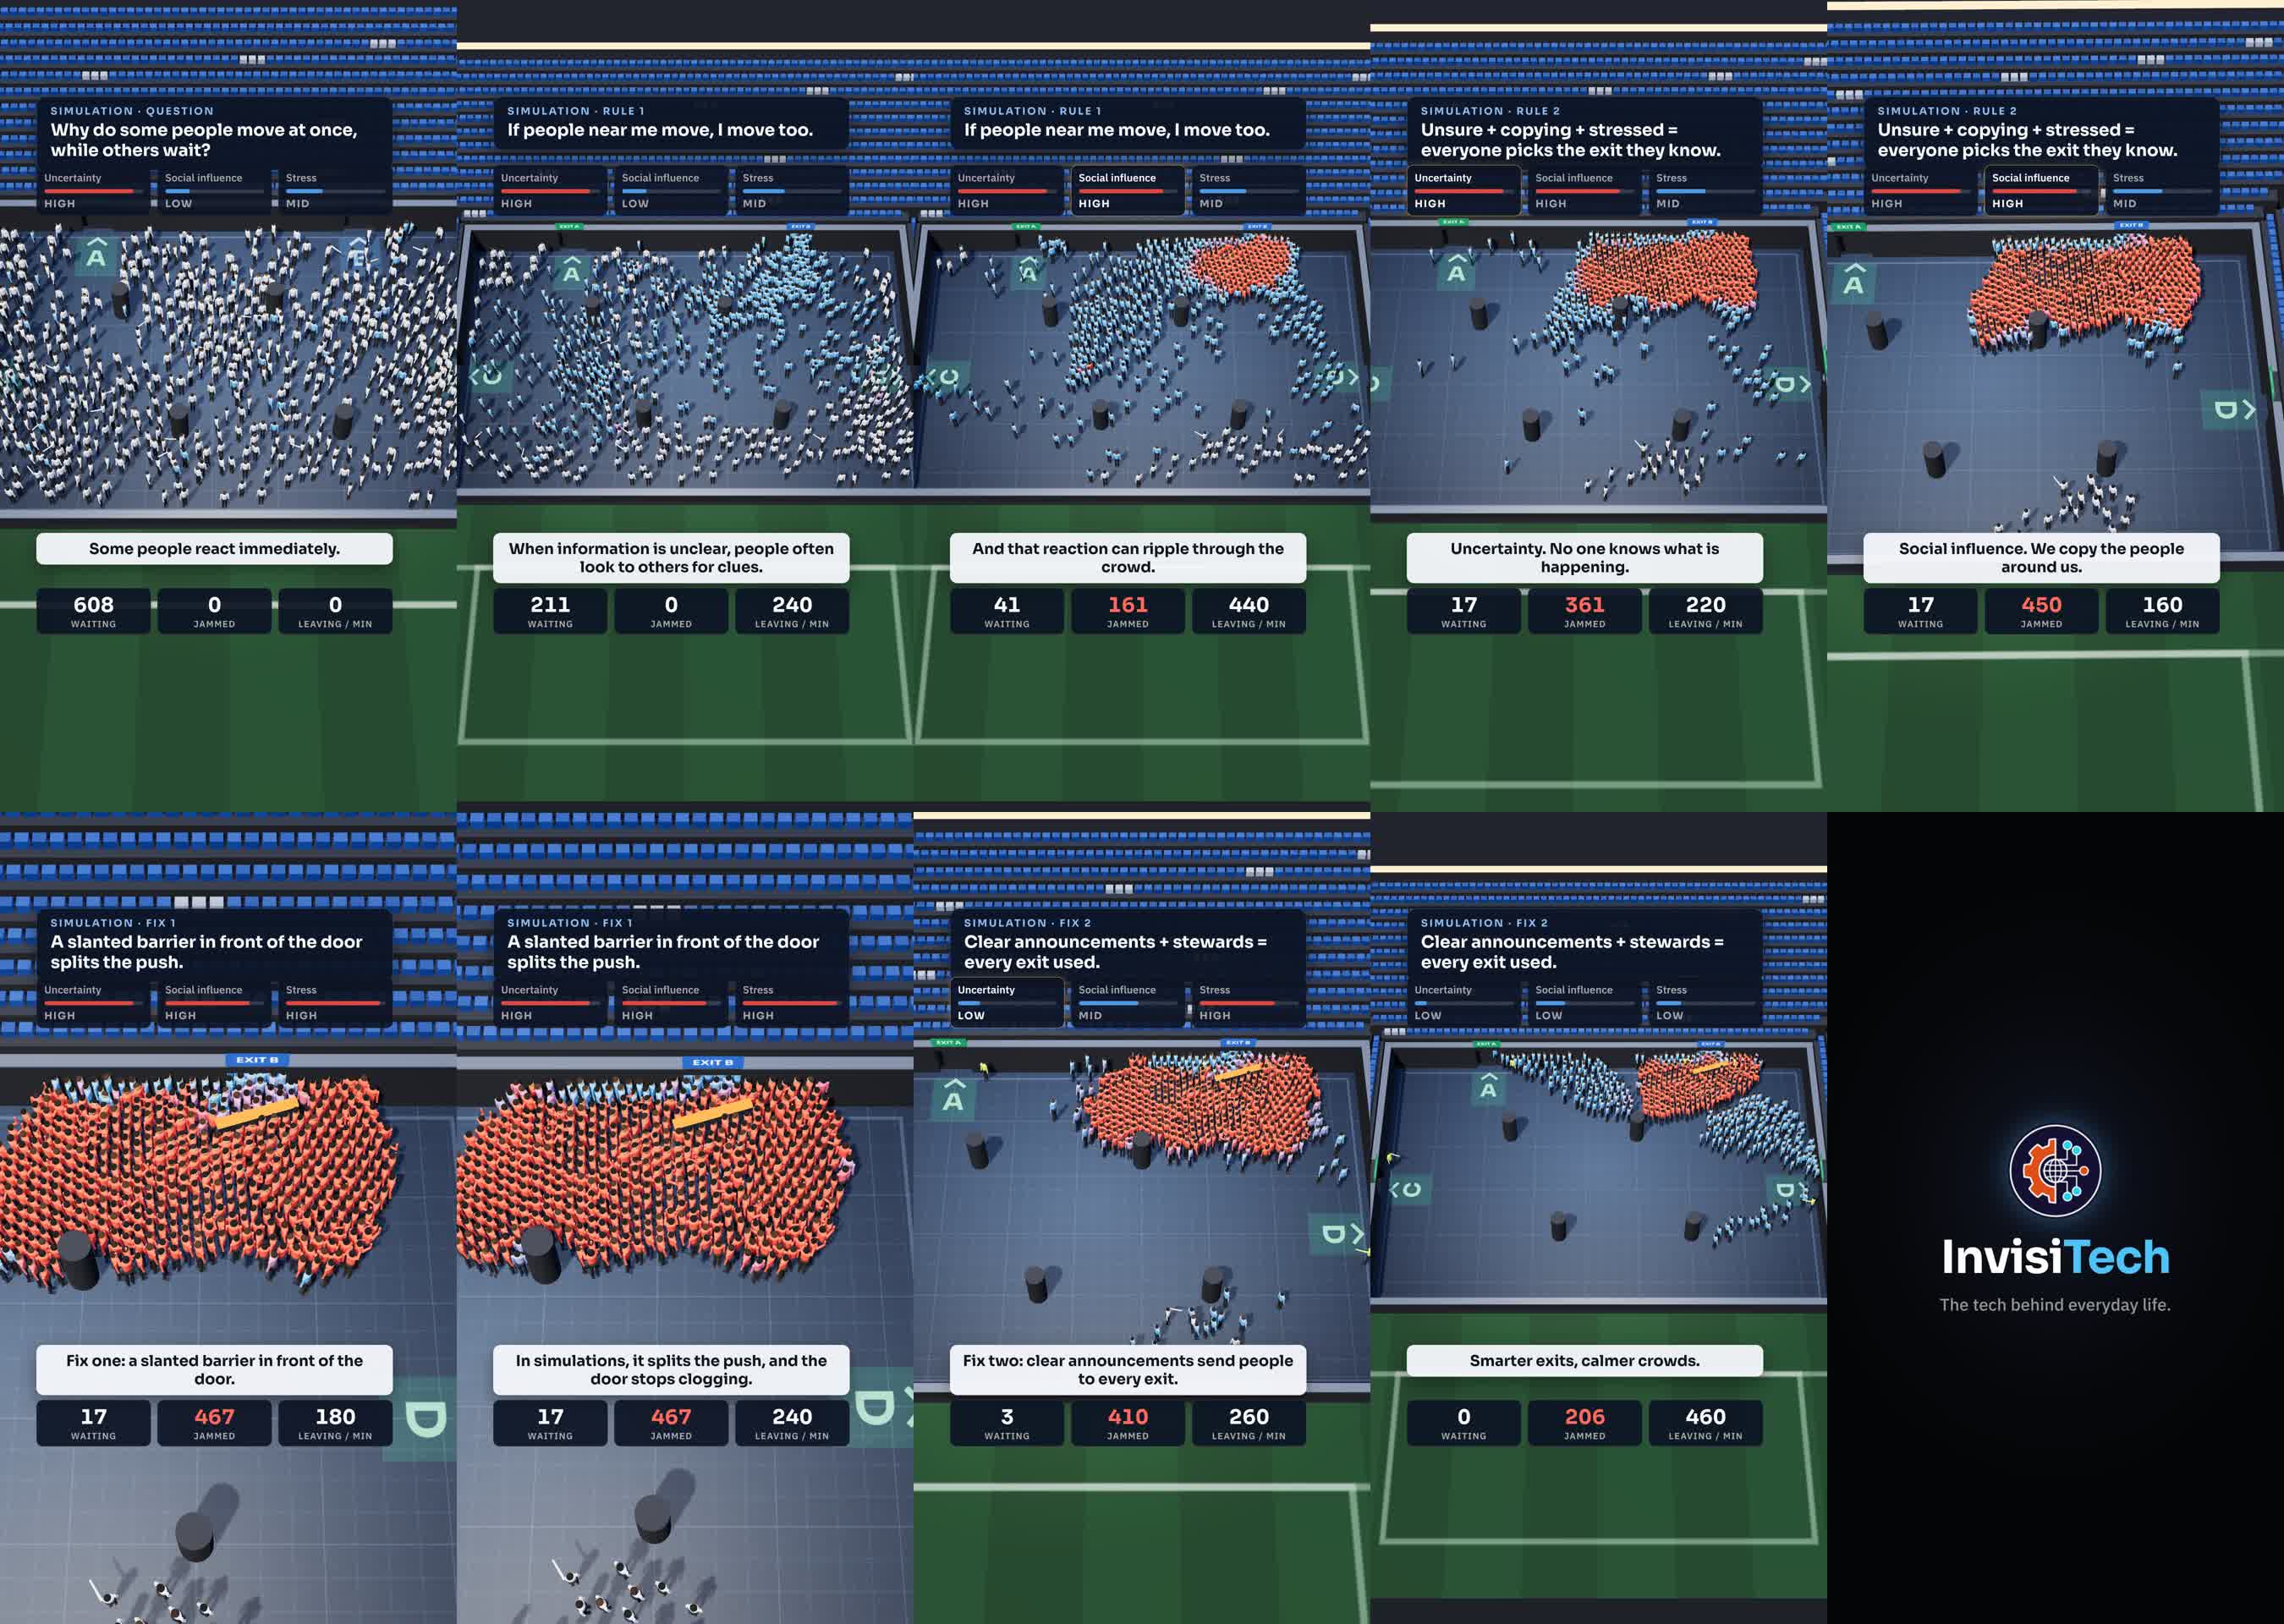 SIMULATION · QUESTION
Why do some people move at once,
while others wait?
Uncertainty
HIGH
Social influence
LOW
Stress
MID
A
Some people react immediately.
608
WAITING
0
JAMMED
0
LEAVING / MIN
SIMULATION · RULE 1
If people near me move, I move too.
Uncertainty
HIGH
Social influence
LOW
Stress
MID
EXIT A
EXIT B
A
C
When information is unclear, people often
look to others for clues.
211
WAITING
0
JAMMED
240
LEAVING / MIN
SIMULATION · RULE 1
If people near me move, I move too.
Uncertainty
HIGH
Social influence
HIGH
Stress
MID
EXIT A
EXIT B
A
C
D
And that reaction can ripple through the
crowd.
41
WAITING
161
JAMMED
440
LEAVING / MIN
SIMULATION · RULE 2
Unsure + copying + stressed =
everyone picks the exit they know.
Uncertainty
HIGH
Social influence
HIGH
Stress
MID
EXIT A
EXIT B
A
D
Uncertainty. No one knows what is
happening.
17
WAITING
361
JAMMED
220
LEAVING / MIN
SIMULATION · RULE 2
Unsure + copying + stressed =
everyone picks the exit they know.
Uncertainty
HIGH
Social influence
HIGH
Stress
MID
EXIT A
EXIT B
A
D
Social influence. We copy the people
around us.
17
WAITING
450
JAMMED
160
LEAVING / MIN
SIMULATION · FIX 1
A slanted barrier in front of the door
splits the push.
Uncertainty
HIGH
Social influence
HIGH
Stress
HIGH
EXIT B
Fix one: a slanted barrier in front of the
door.
17
WAITING
467
JAMMED
180
LEAVING / MIN
D
SIMULATION · FIX 1
A slanted barrier in front of the door
splits the push.
Uncertainty
HIGH
Social influence
HIGH
Stress
HIGH
EXIT B
In simulations, it splits the push, and the
door stops clogging.
17
WAITING
467
JAMMED
240
LEAVING / MIN
D
SIMULATION · FIX 2
Clear announcements + stewards =
every exit used.
Uncertainty
LOW
Social influence
MID
Stress
HIGH
EXIT A
EXIT B
A
D
Fix two: clear announcements send people
to every exit.
3
WAITING
410
JAMMED
260
LEAVING / MIN
SIMULATION · FIX 2
Clear announcements + stewards =
every exit used.
Uncertainty
LOW
Social influence
LOW
Stress
LOW
EXIT A
EXIT B
A
C
D
Smarter exits, calmer crowds.
0
WAITING
206
JAMMED
460
LEAVING / MIN
InvisiTech
The tech behind everyday life.